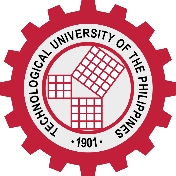 TECHNOLOGICAL UNIVERSITY OF THE PHILIPPINES
· 1901 ·